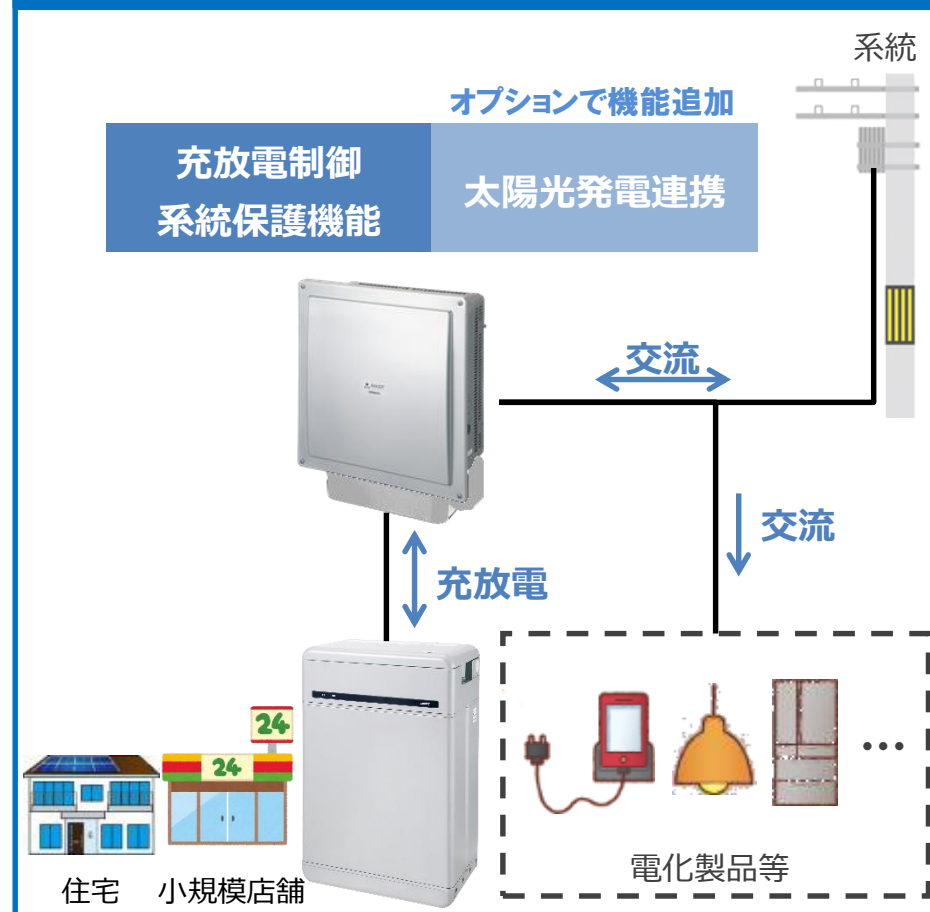 系統
オプションで機能追加
充放電制御
系統保護機能
太陽光発電連携
交流
交流
充放電
24
24
...
住宅
小規模店舗
電化製品等